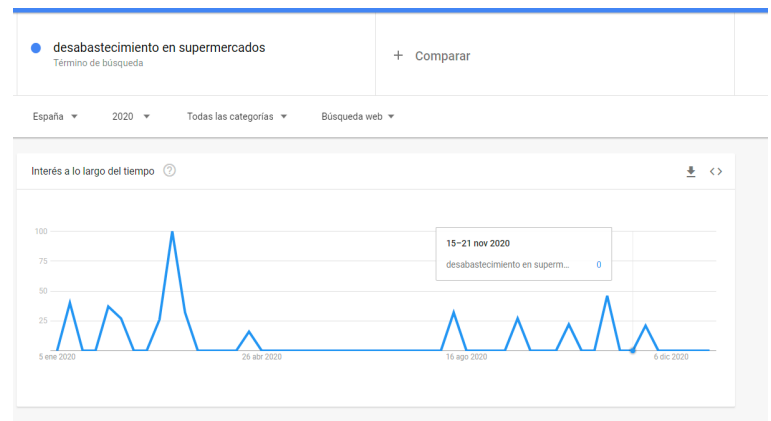 desabastecimiento en supermercados
Término de búsqueda
+ Comparar
España
2020
Todas las categorías
Búsqueda web
Interés a lo largo del tiempo
100
75
50
25
15–21 nov 2020
desabastecimiento en superm… 0
5 ene 2020
26 abr 2020
16 ago 2020
6 dic 2020